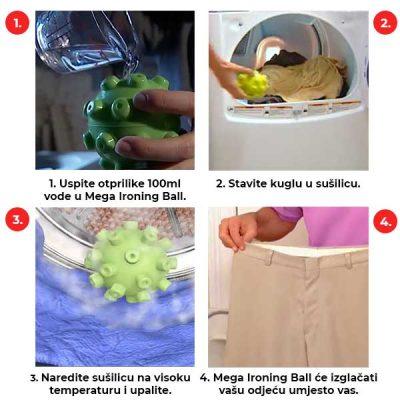 1.
2.
1. Uspite otprilike 100ml
vode u Mega Ironing Ball.
2. Stavite kuglu u sušilicu.
3.
4.
3. Naredite sušilicu na visoku
temperaturu i upalite.
4. Mega Ironing Ball će izglačati
vašu odjeću umjesto vas.